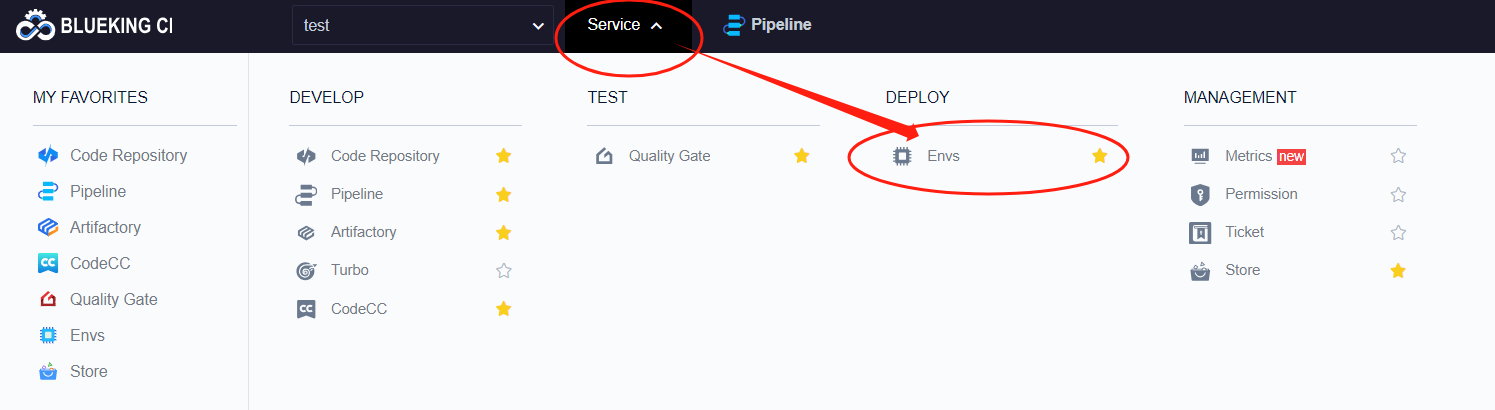 BLUEKING CI
test
Service
Pipeline
MY FAVORITES
Code Repository
Pipeline
Artifactory
CodeCC
Quality Gate
Envs
Store
DEVELOP
Code Repository
Pipeline
Artifactory
Turbo
CC CodeCC
TEST
Quality Gate
DEPLOY
Envs
MANAGEMENT
Metrics new
Permission
Ticket
Store